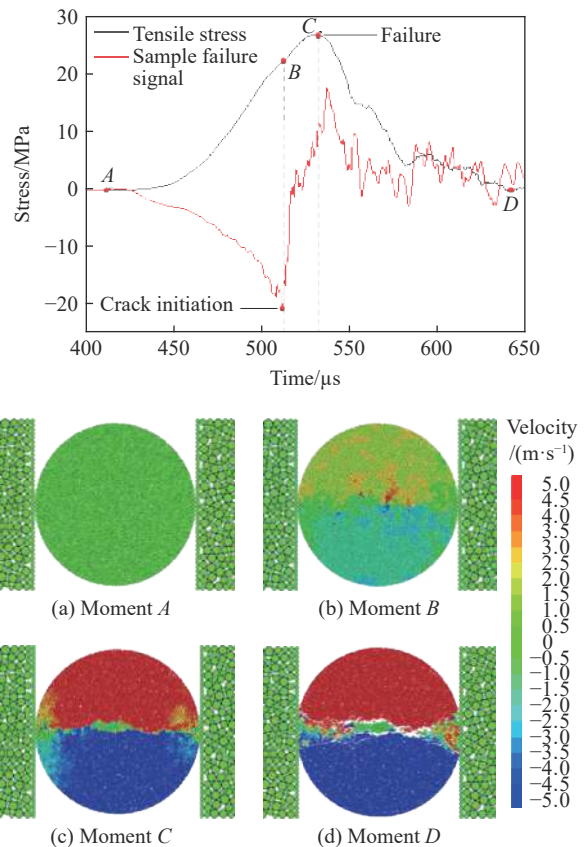 30
20
10
0
−10
−20
Stress/MPa
Tensile stress
Sample failure
signal
A
B
C
Failure
D
Crack initiation
400
450
500
550
600
650
Time/μs
(a) Moment A
(b) Moment B
(c) Moment C
(d) Moment D
Velocity
/(m·s⁻¹)
5.0
4.5
4.0
3.5
3.0
2.5
2.0
1.5
1.0
0.5
0
−0.5
−1.0
−1.5
−2.0
−2.5
−3.0
−3.5
−4.0
−4.5
−5.0